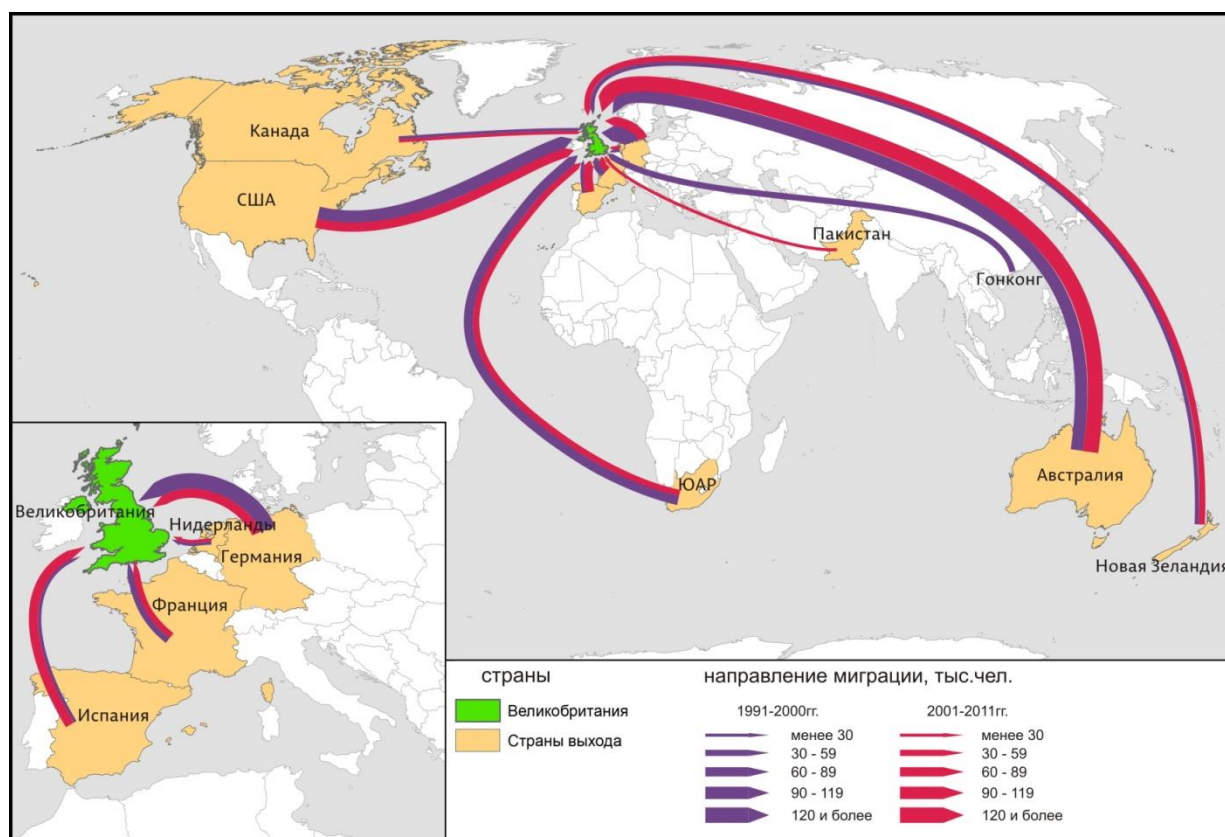 Канада
США
Пакистан
Гонконг
ЮАР
Австралия
Новая Зеландия
Великобритания
Нидерланды
Германия
Франция
Испания
страны
Великобритания
Страны выхода
направление миграции, тыс.чел.
1991-2000гг.
2001-2011гг.
менее 30
менее 30
30 - 59
30 - 59
60 - 89
60 - 89
90 - 119
90 - 119
120 и более
120 и более